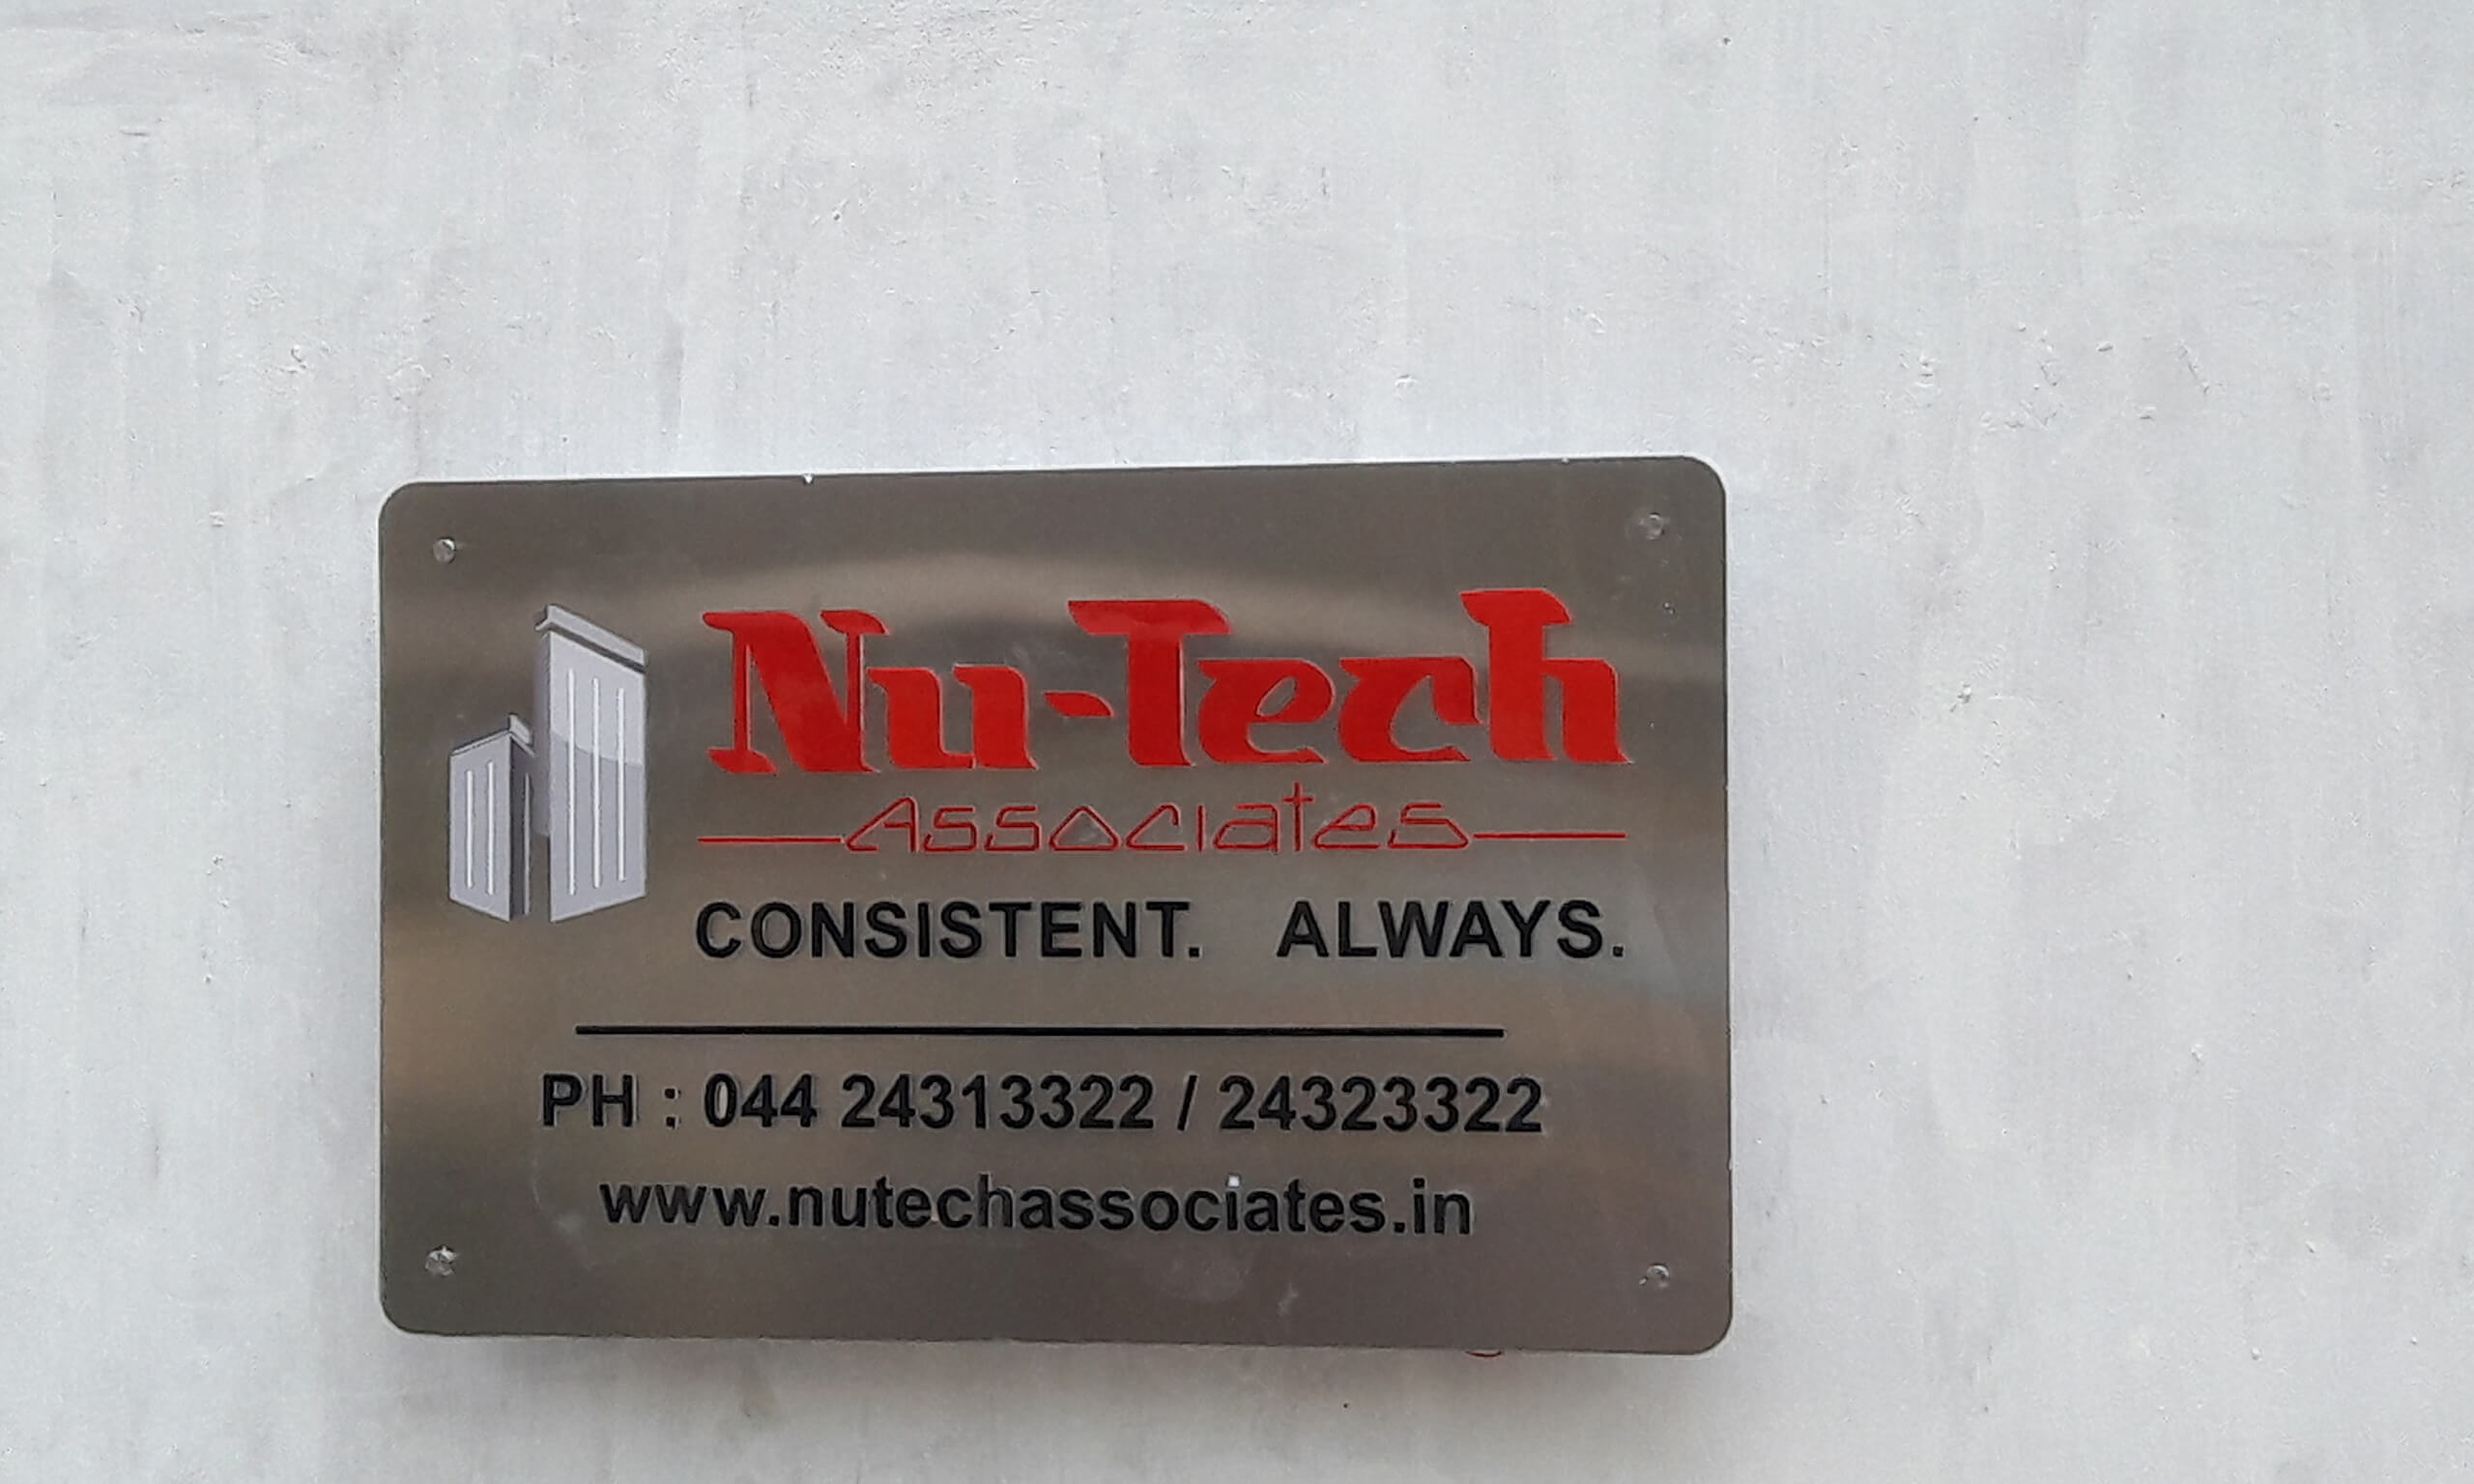 Nu-Tech
Associates
CONSISTENT. ALWAYS.
PH : 044 24313322 / 24323322
www.nutechassociates.in